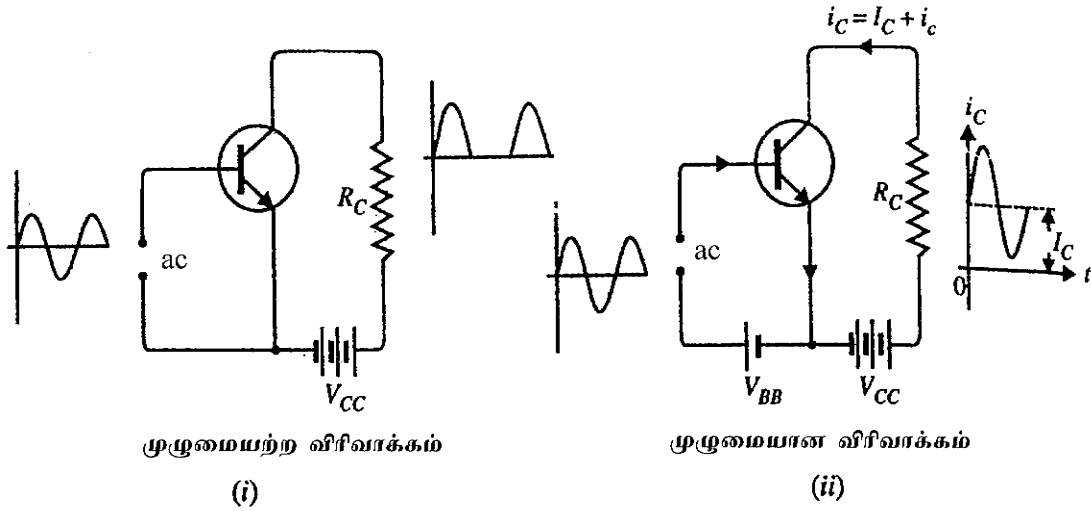 i_C = I_C + i_c
ac
R_C
V_CC
ac
R_C
V_BB
V_CC
i_C
I_C
0
t
முழுமையற்ற விரிவாக்கம்
(i)
முழுமையான விரிவாக்கம்
(ii)